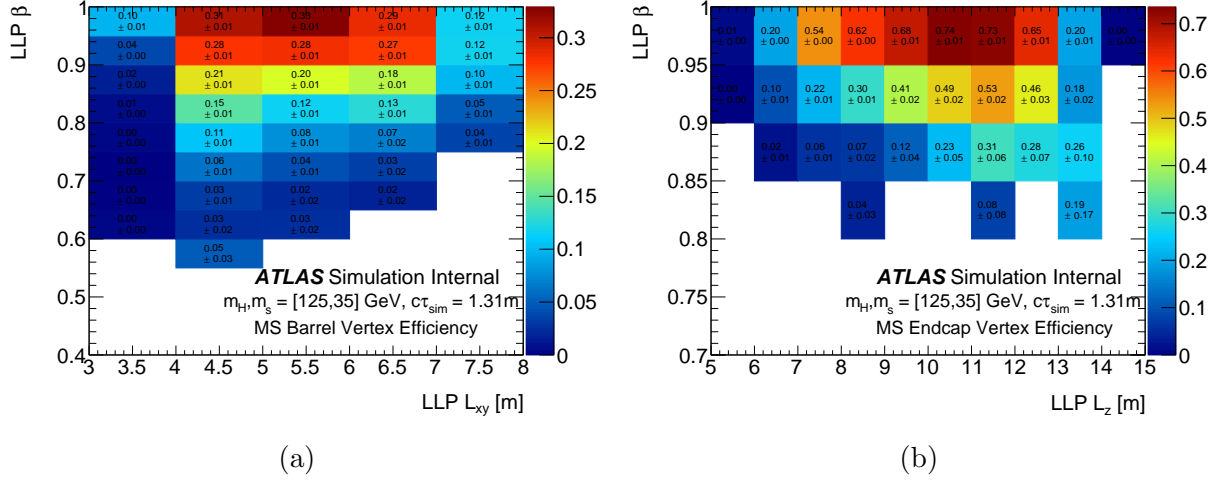 LLP β
1
0.9
0.8
0.7
0.6
0.5
0.4
0.10 ± 0.01 0.31 ± 0.01 0.29 ± 0.01 0.12 ± 0.01
0.04 ± 0.00 0.28 ± 0.01 0.28 ± 0.01 0.27 ± 0.01 0.12 ± 0.01
0.02 ± 0.00 0.21 ± 0.01 0.20 ± 0.01 0.18 ± 0.01 0.10 ± 0.01
0.01 ± 0.00 0.15 ± 0.01 0.12 ± 0.01 0.13 ± 0.01 0.05 ± 0.01
0.00 ± 0.00 0.11 ± 0.01 0.08 ± 0.01 0.07 ± 0.02 0.04 ± 0.01
0.06 ± 0.01 0.04 ± 0.01 0.03 ± 0.02
0.03 ± 0.01 0.02 ± 0.02 0.02 ± 0.02
0.00 ± 0.00 0.03 ± 0.02 0.03 ± 0.02
0.05 ± 0.03
ATLAS Simulation Internal
m_H,m_s = [125,35] GeV, cτ_sim = 1.31m
MS Barrel Vertex Efficiency
3 3.5 4 4.5 5 5.5 6 6.5 7 7.5 8
LLP L_xy [m]
0.3
0.25
0.2
0.15
0.1
0.05
0
(a)
LLP β
1
0.95
0.9
0.85
0.8
0.75
0.7
0.01 ± 0.00 0.20 ± 0.00 0.54 ± 0.00 0.62 ± 0.00 0.68 ± 0.01 0.74 ± 0.01 0.73 ± 0.01 0.65 ± 0.01 0.20 ± 0.01
0.10 ± 0.01 0.22 ± 0.01 0.30 ± 0.01 0.41 ± 0.02 0.49 ± 0.02 0.53 ± 0.02 0.46 ± 0.03 0.18 ± 0.02
0.02 ± 0.01 0.06 ± 0.01 0.07 ± 0.02 0.12 ± 0.04 0.23 ± 0.05 0.31 ± 0.06 0.28 ± 0.07 0.26 ± 0.10
0.04 ± 0.03 0.08 ± 0.08 0.19 ± 0.17
ATLAS Simulation Internal
m_H,m_s = [125,35] GeV, cτ_sim = 1.31m
MS Endcap Vertex Efficiency
5 6 7 8 9 10 11 12 13 14 15
LLP L_z [m]
0.7
0.6
0.5
0.4
0.3
0.2
0.1
0
(b)